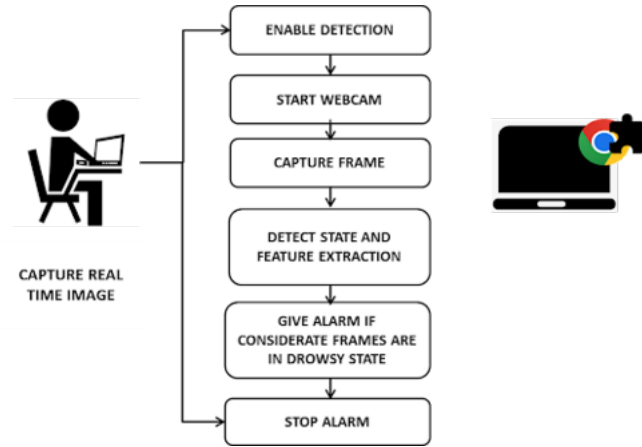 ENABLE DETECTION
START WEBCAM
CAPTURE FRAME
DETECT STATE AND
FEATURE EXTRACTION
GIVE ALARM IF
CONSIDERATE FRAMES ARE
IN DROWSY STATE
STOP ALARM
CAPTURE REAL
TIME IMAGE